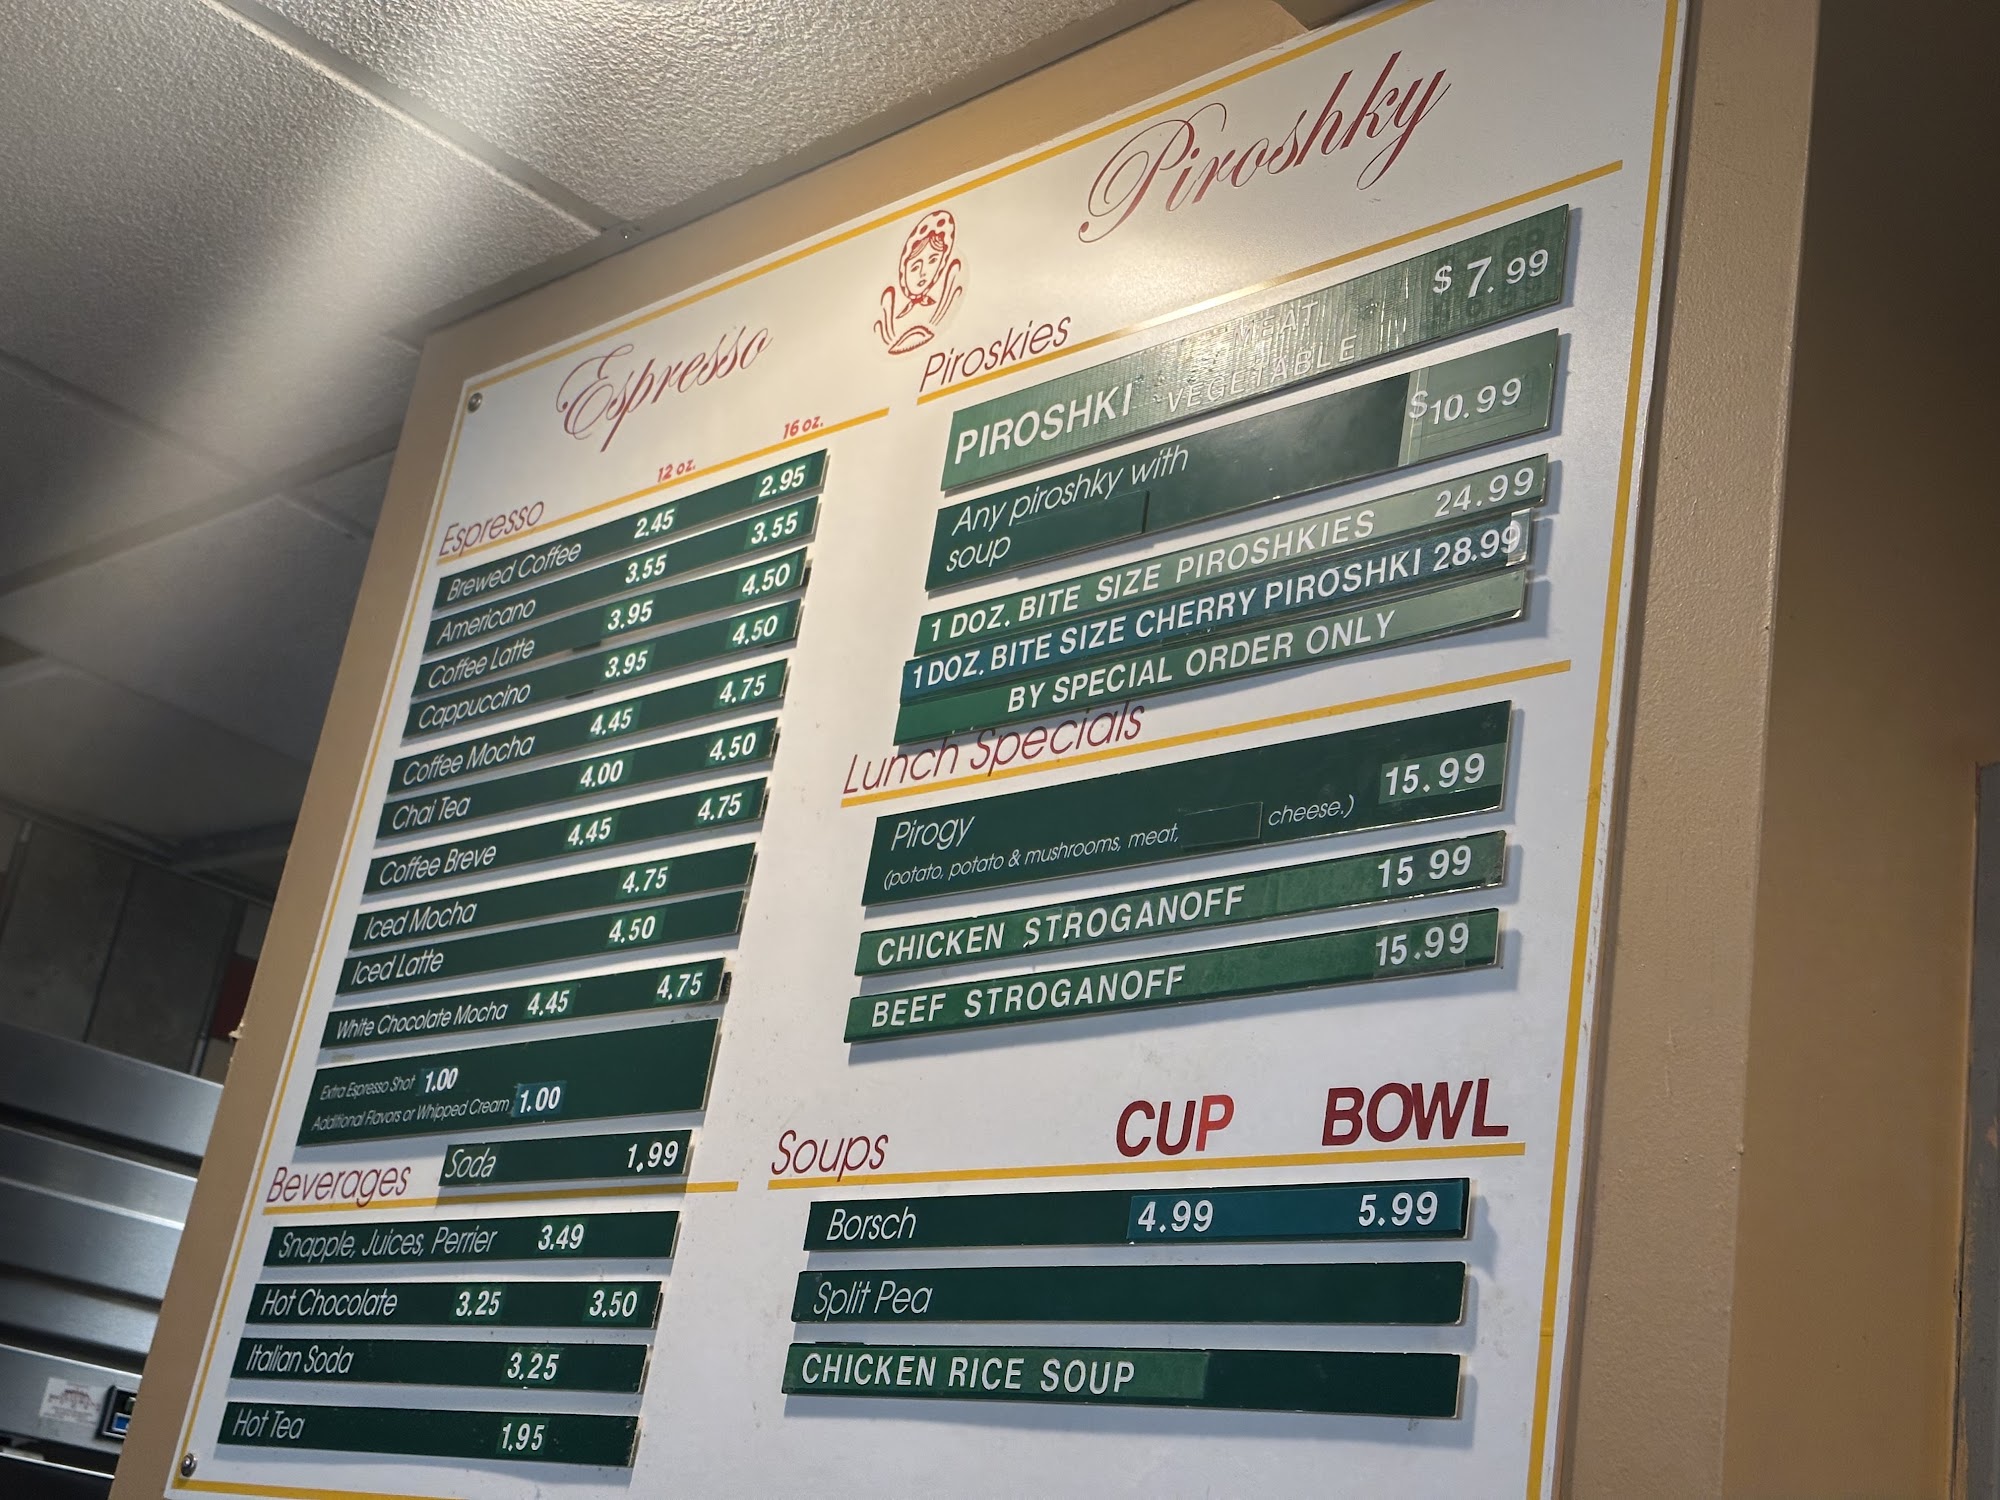 Espresso
12 oz.
16 oz.
Espresso
Brewed Coffee 2.45 2.95
Americano 3.55 3.55
Coffee Latte 3.95 4.50
Cappuccino 3.95 4.50
Coffee Mocha 4.45 4.75
Chai Tea 4.00 4.50
Coffee Breve 4.45 4.75
Iced Mocha 4.75
Iced Latte 4.50
White Chocolate Mocha 4.45 4.75
Extra Espresso Shot 1.00
Additional Flavors or Whipped Cream 1.00
Soda 1.99
Beverages
Snapple, Juices, Perrier 3.49
Hot Chocolate 3.25 3.50
Italian Soda 3.25
Hot Tea 1.95
Piroshky
Piroskies
PIROSHKI MEAT VEGETABLE $ 7.99
Any piroshky with $10.99
soup
1 DOZ. BITE SIZE PIROSHKIES 24.99
1 DOZ. BITE SIZE CHERRY PIROSHKI 28.99
BY SPECIAL ORDER ONLY
Lunch Specials
Pirogy 15.99
(potato, potato & mushrooms, meat, cheese.)
CHICKEN STROGANOFF 15 99
BEEF STROGANOFF 15.99
Soups CUP BOWL
Borsch 4.99 5.99
Split Pea
CHICKEN RICE SOUP